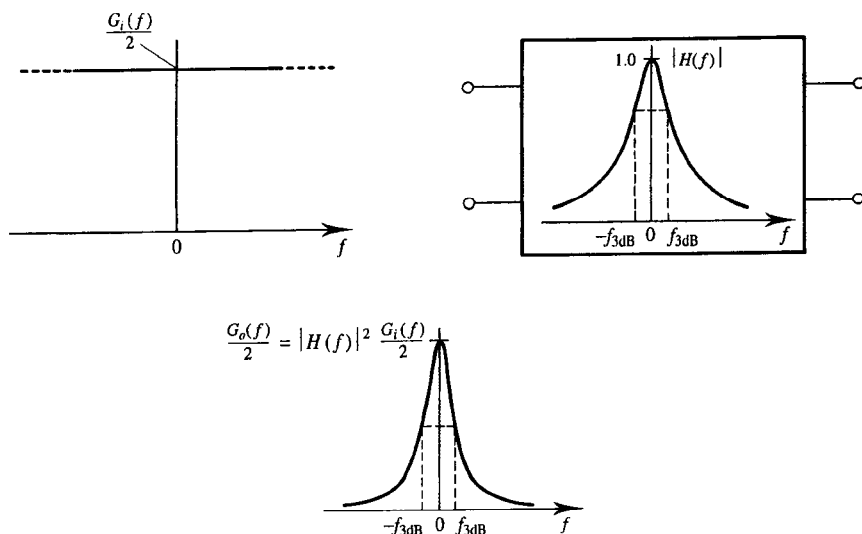 G_i(f)/2
0
f
1.0 |H(f)|
−f_3dB 0 f_3dB f
G_o(f)/2 = |H(f)|² G_i(f)/2
−f_3dB 0 f_3dB f